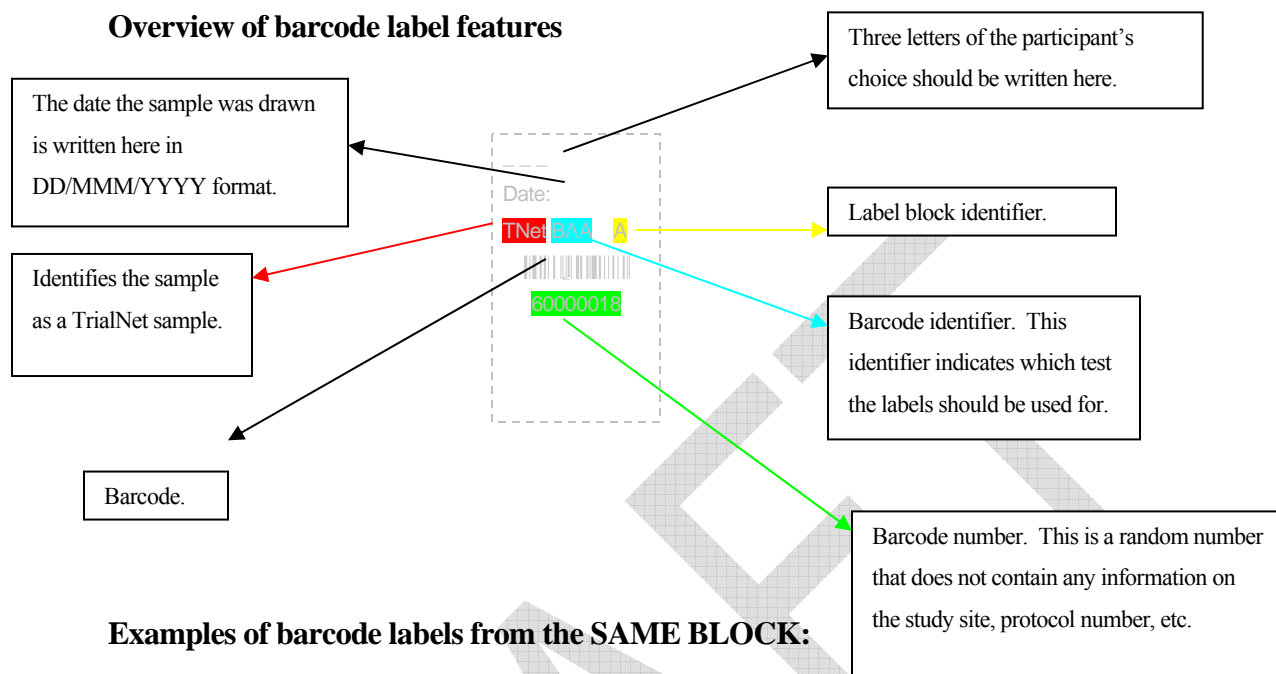 Overview of barcode label features
Three letters of the participant's
choice should be written here.
The date the sample was drawn
is written here in
DD/MMM/YYYY format.
_ _ _
Date:
TNet BAA A
60000018
Label block identifier.
Identifies the sample
as a TrialNet sample.
Barcode identifier. This
identifier indicates which test
the labels should be used for.
Barcode.
Barcode number. This is a random number
that does not contain any information on
the study site, protocol number, etc.
Examples of barcode labels from the SAME BLOCK: